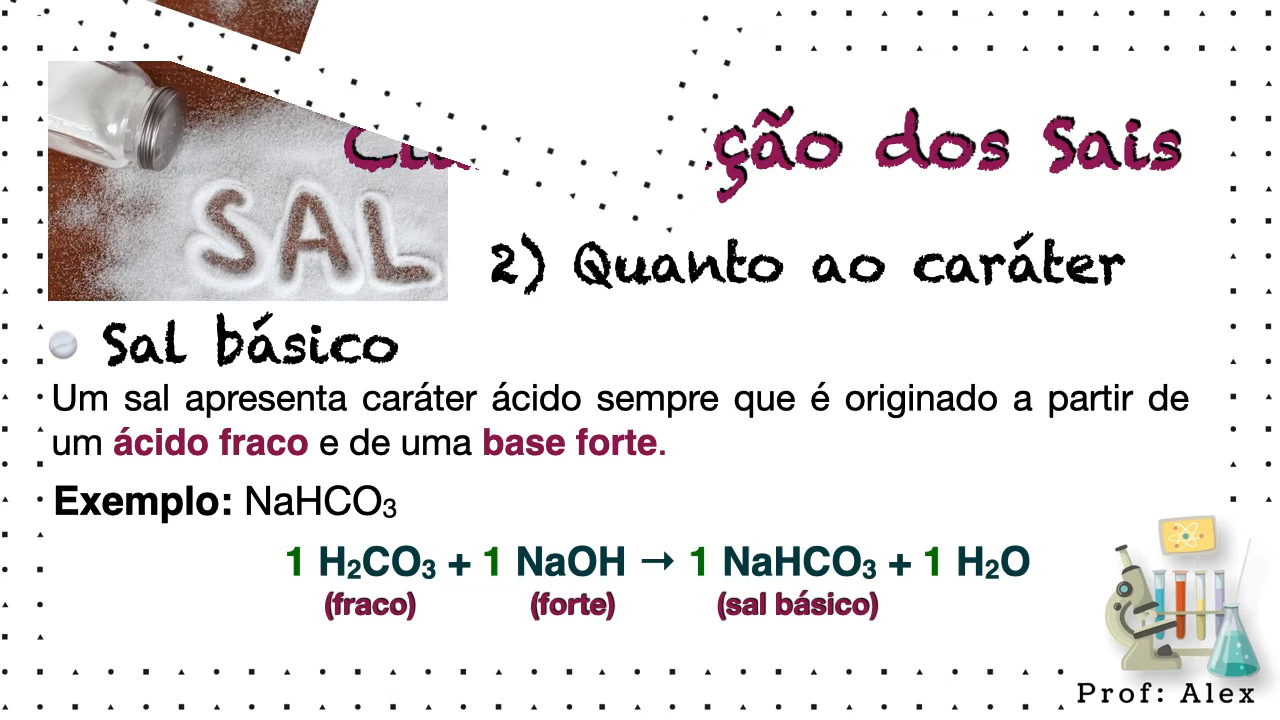 ção dos Sais
SAL
2) Quanto ao caráter
Sal básico
Um sal apresenta caráter ácido sempre que é originado a partir de
um ácido fraco e de uma base forte.
Exemplo: NaHCO₃
1 H₂CO₃ + 1 NaOH → 1 NaHCO₃ + 1 H₂O
(fraco) (forte) (sal básico)
Prof: Alex